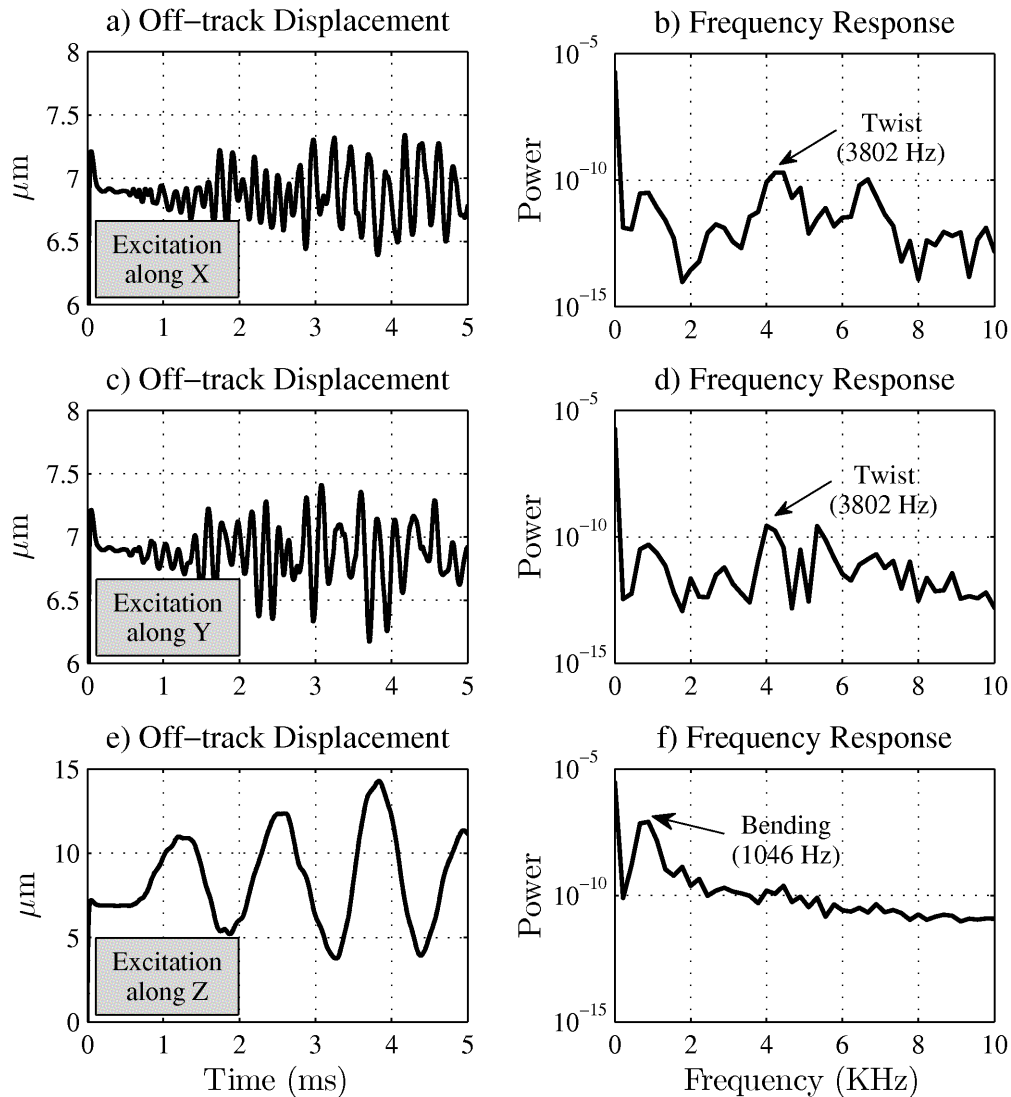 a) Off−track Displacement
8
7.5
7
6.5
6
μm
Excitation
along X
0 1 2 3 4 5
b) Frequency Response
10−5
10−10
10−15
Power
Twist
(3802 Hz)
0 2 4 6 8 10
c) Off−track Displacement
8
7.5
7
6.5
6
μm
Excitation
along Y
0 1 2 3 4 5
d) Frequency Response
10−5
10−10
10−15
Power
Twist
(3802 Hz)
0 2 4 6 8 10
e) Off−track Displacement
15
10
5
0
μm
Excitation
along Z
0 1 2 3 4 5
Time (ms)
f) Frequency Response
10−5
10−10
10−15
Power
Bending
(1046 Hz)
0 2 4 6 8 10
Frequency (KHz)